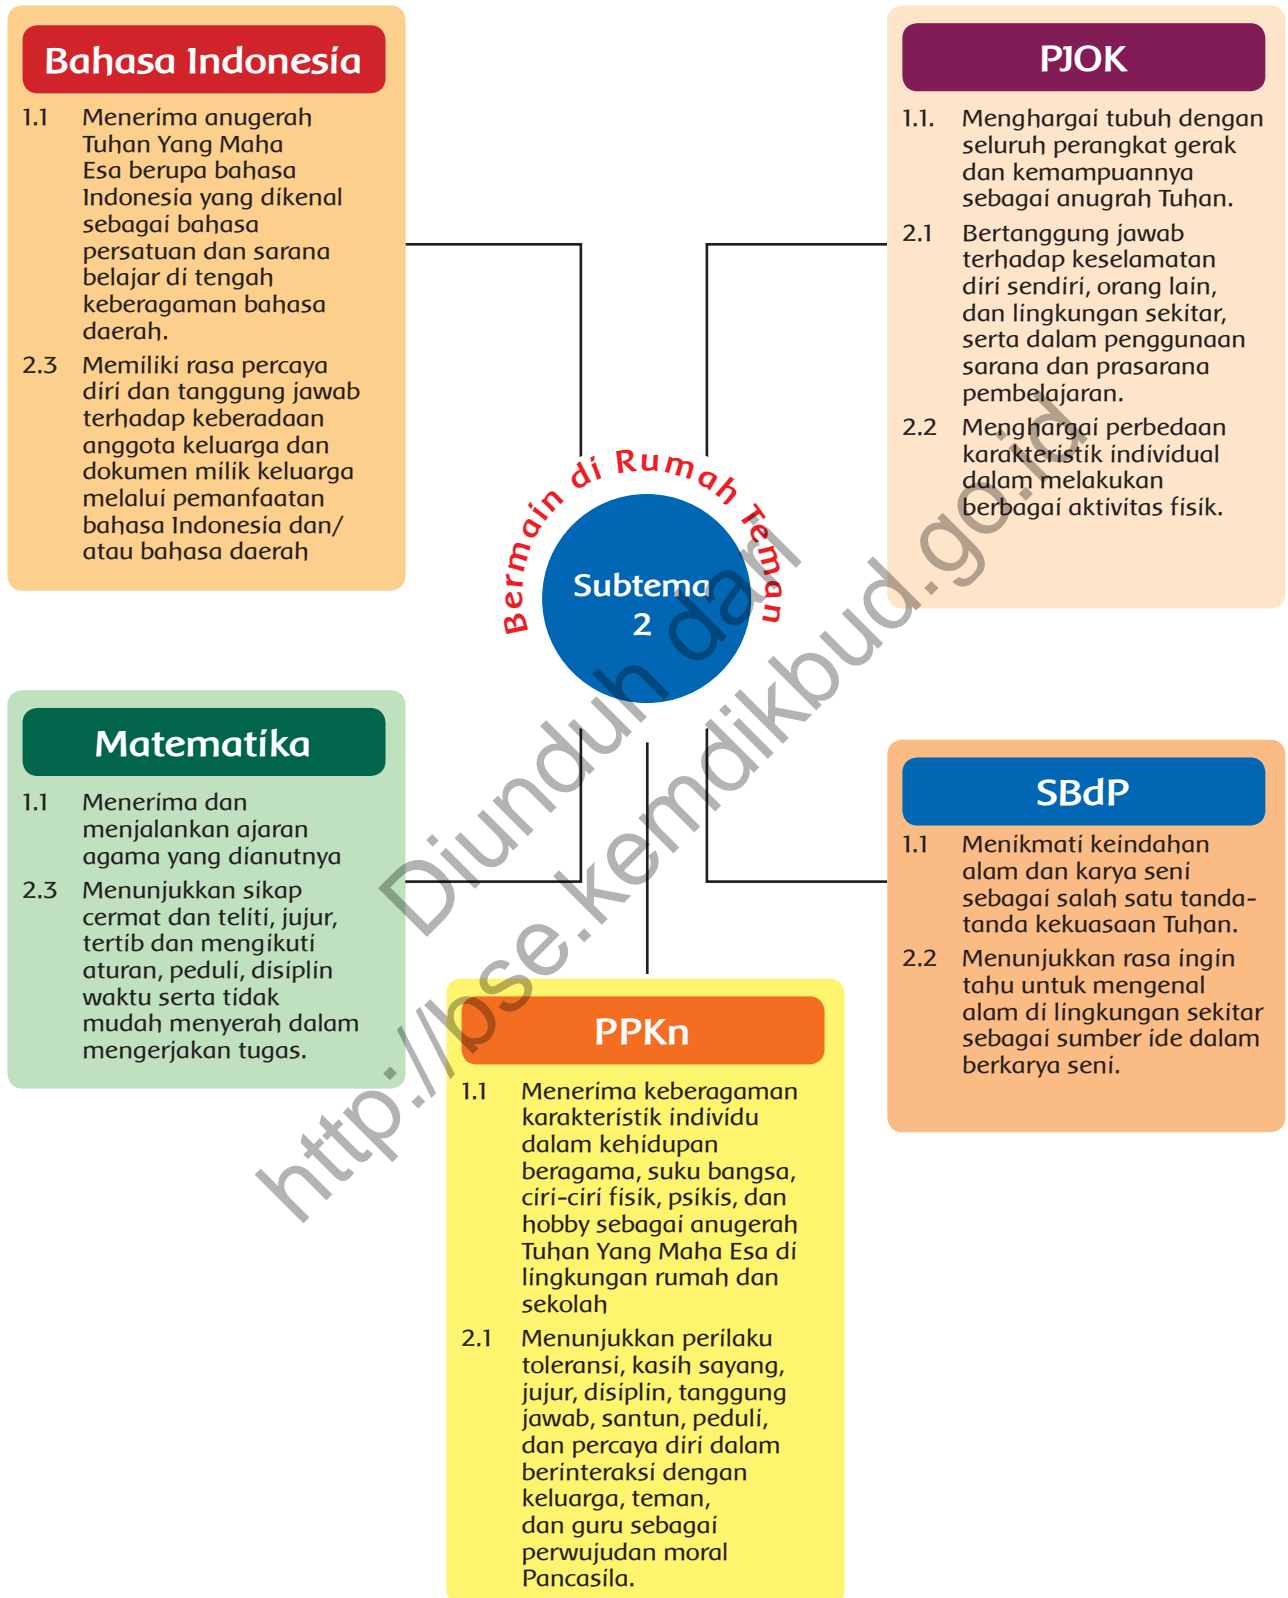 Bahasa Indonesia
1.1 Menerima anugerah
Tuhan Yang Maha
Esa berupa bahasa
Indonesia yang dikenal
sebagai bahasa
persatuan dan sarana
belajar di tengah
keberagaman bahasa
daerah.
2.3 Memiliki rasa percaya
diri dan tanggung jawab
terhadap keberadaan
anggota keluarga dan
dokumen milik keluarga
melalui pemanfaatan
bahasa Indonesia dan/
atau bahasa daerah
PJOK
1.1. Menghargai tubuh dengan
seluruh perangkat gerak
dan kemampuannya
sebagai anugrah Tuhan.
2.1 Bertanggung jawab
terhadap keselamatan
diri sendiri, orang lain,
dan lingkungan sekitar,
serta dalam penggunaan
sarana dan prasarana
pembelajaran.
2.2 Menghargai perbedaan
karakteristik individual
dalam melakukan
berbagai aktivitas fisik.
Bermain di Rumah Teman
Subtema
2
Matematika
1.1 Menerima dan
menjalankan ajaran
agama yang dianutnya
2.3 Menunjukkan sikap
cermat dan teliti, jujur,
tertib dan mengikuti
aturan, peduli, disiplin
waktu serta tidak
mudah menyerah dalam
mengerjakan tugas.
SBdP
1.1 Menikmati keindahan
alam dan karya seni
sebagai salah satu tanda-
tanda kekuasaan Tuhan.
2.2 Menunjukkan rasa ingin
tahu untuk mengenal
alam di lingkungan sekitar
sebagai sumber ide dalam
berkarya seni.
PPKn
1.1 Menerima keberagaman
karakteristik individu
dalam kehidupan
beragama, suku bangsa,
ciri-ciri fisik, psikis, dan
hobby sebagai anugerah
Tuhan Yang Maha Esa di
lingkungan rumah dan
sekolah
2.1 Menunjukkan perilaku
toleransi, kasih sayang,
jujur, disiplin, tanggung
jawab, santun, peduli,
dan percaya diri dalam
berinteraksi dengan
keluarga, teman,
dan guru sebagai
perwujudan moral
Pancasila.
Diunduh dari
http://bse.kemdikbud.go.id